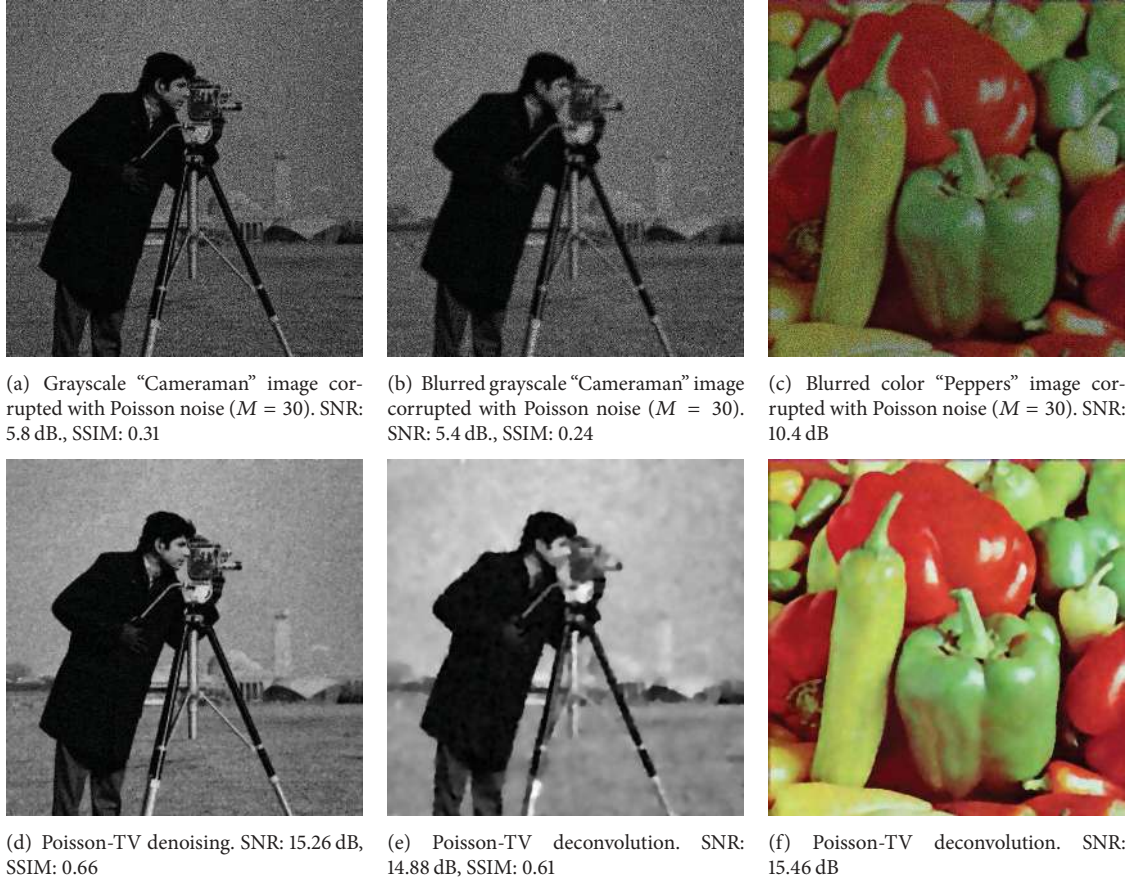 (a) Grayscale “Cameraman” image cor-
rupted with Poisson noise (M = 30). SNR:
5.8 dB., SSIM: 0.31
(b) Blurred grayscale “Cameraman” image
corrupted with Poisson noise (M = 30).
SNR: 5.4 dB., SSIM: 0.24
(c) Blurred color “Peppers” image cor-
rupted with Poisson noise (M = 30). SNR:
10.4 dB
(d) Poisson-TV denoising. SNR: 15.26 dB,
SSIM: 0.66
(e) Poisson-TV deconvolution. SNR:
14.88 dB, SSIM: 0.61
(f) Poisson-TV deconvolution. SNR:
15.46 dB